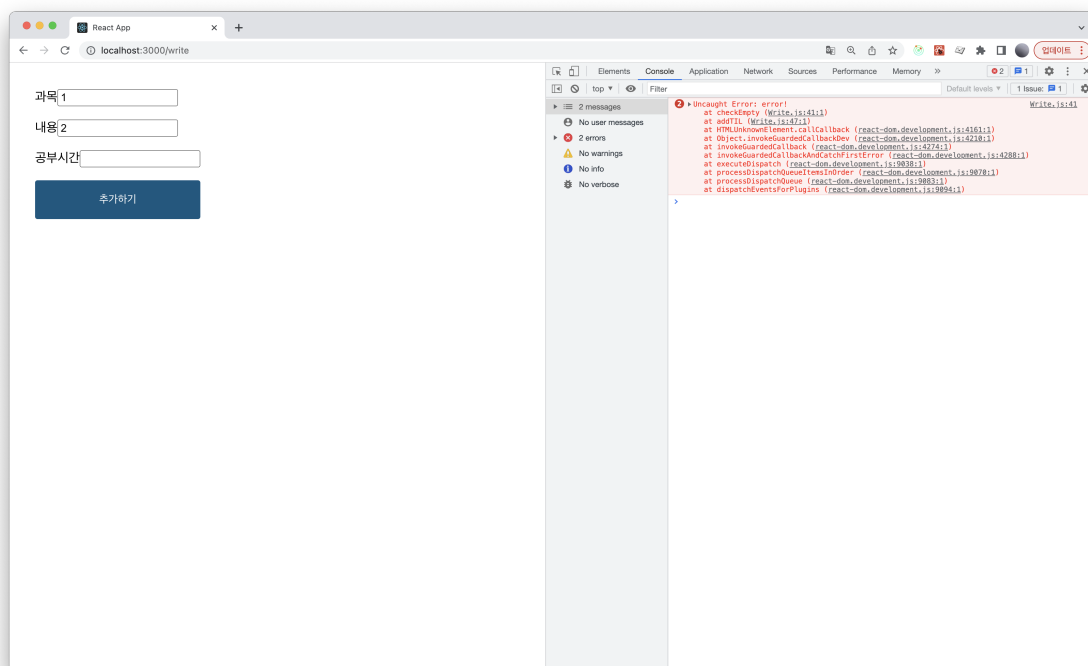 React App
localhost:3000/write
업데이트
과목 1
내용 2
공부시간
추가하기
Elements Console Application Network Sources Performance Memory » 2 1
top ▼ Filter Default levels ▼ 1 Issue: 1
2 messages
No user messages
2 errors
No warnings
No info
No verbose
2 Uncaught Error: error! Write.js:41
at checkEmpty (Write.js:41:1)
at addTIL (Write.js:47:1)
at HTMLUnknownElement.callCallback (react-dom.development.js:4161:1)
at Object.invokeGuardedCallbackDev (react-dom.development.js:4210:1)
at invokeGuardedCallback (react-dom.development.js:4274:1)
at invokeGuardedCallbackAndCatchFirstError (react-dom.development.js:4288:1)
at executeDispatch (react-dom.development.js:9038:1)
at processDispatchQueueItemsInOrder (react-dom.development.js:9070:1)
at processDispatchQueue (react-dom.development.js:9083:1)
at dispatchEventsForPlugins (react-dom.development.js:9094:1)